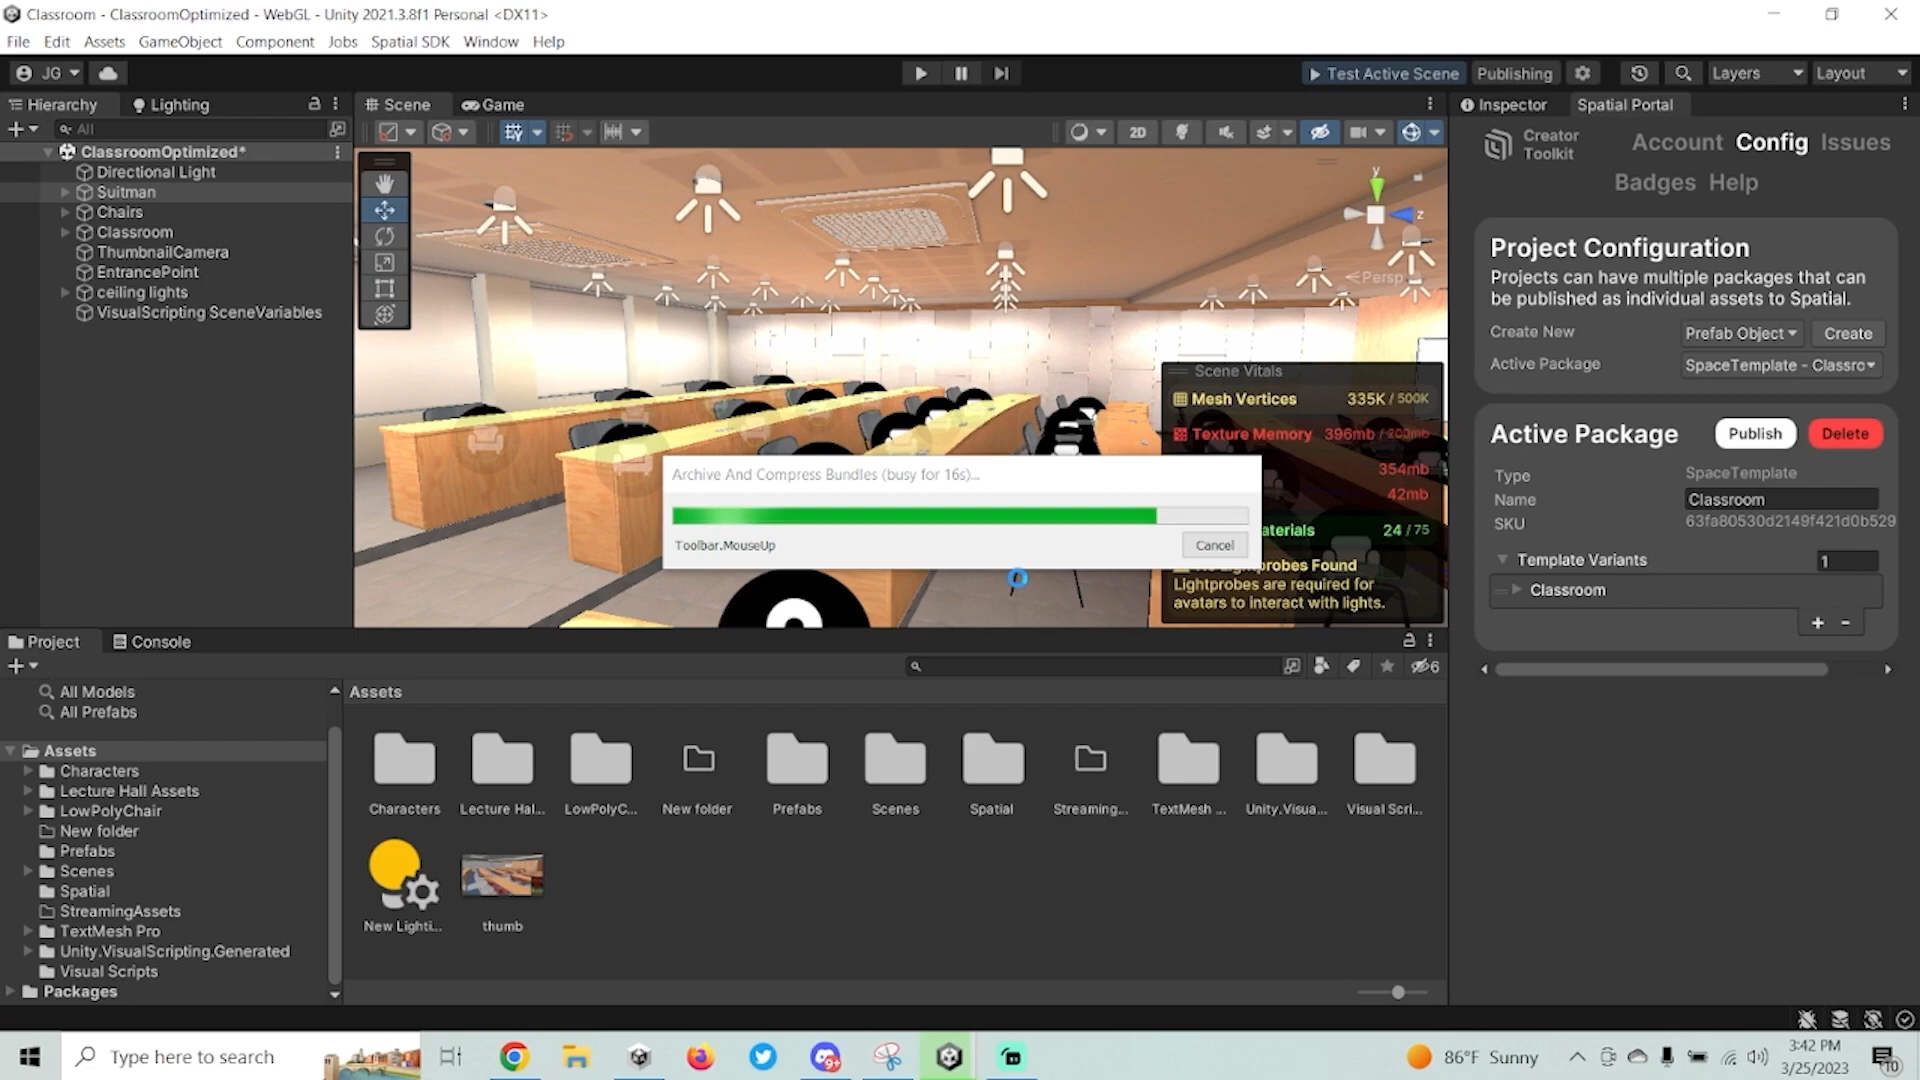 Classroom - ClassroomOptimized - WebGL - Unity 2021.3.8f1 Personal <DX11>
File Edit Assets GameObject Component Jobs Spatial SDK Window Help
JG Test Active Scene Publishing Layers Layout
Hierarchy Lighting
All
ClassroomOptimized*
Directional Light
Suitman
Chairs
Classroom
ThumbnailCamera
EntrancePoint
ceiling lights
VisualScripting SceneVariables
Scene Game
2D
y
z
Persp
Scene Vitals
Mesh Vertices 335K / 500K
Texture Memory 396mb / 200mb
354mb
42mb
aterials 24 / 75
probes Found
Lightprobes are required for
avatars to interact with lights.
Archive And Compress Bundles (busy for 16s)...
Toolbar.MouseUp
Cancel
Inspector Spatial Portal
Creator
Toolkit
Account Config Issues
Badges Help
Project Configuration
Projects can have multiple packages that can
be published as individual assets to Spatial.
Create New Prefab Object Create
Active Package SpaceTemplate - Classro
Active Package Publish Delete
Type SpaceTemplate
Name Classroom
SKU 63fa80530d2149f421d0b529
Template Variants 1
Classroom
+ -
Project Console
6
All Models
All Prefabs
Assets
Characters
Lecture Hall Assets
LowPolyChair
New folder
Prefabs
Scenes
Spatial
StreamingAssets
TextMesh Pro
Unity.VisualScripting.Generated
Visual Scripts
Packages
Assets
Characters Lecture Hal... LowPolyC... New folder Prefabs Scenes Spatial Streaming... TextMesh ... Unity.Visua... Visual Scri...
New Lighti... thumb
Type here to search
9+
86°F Sunny
3:42 PM
3/25/2023
10